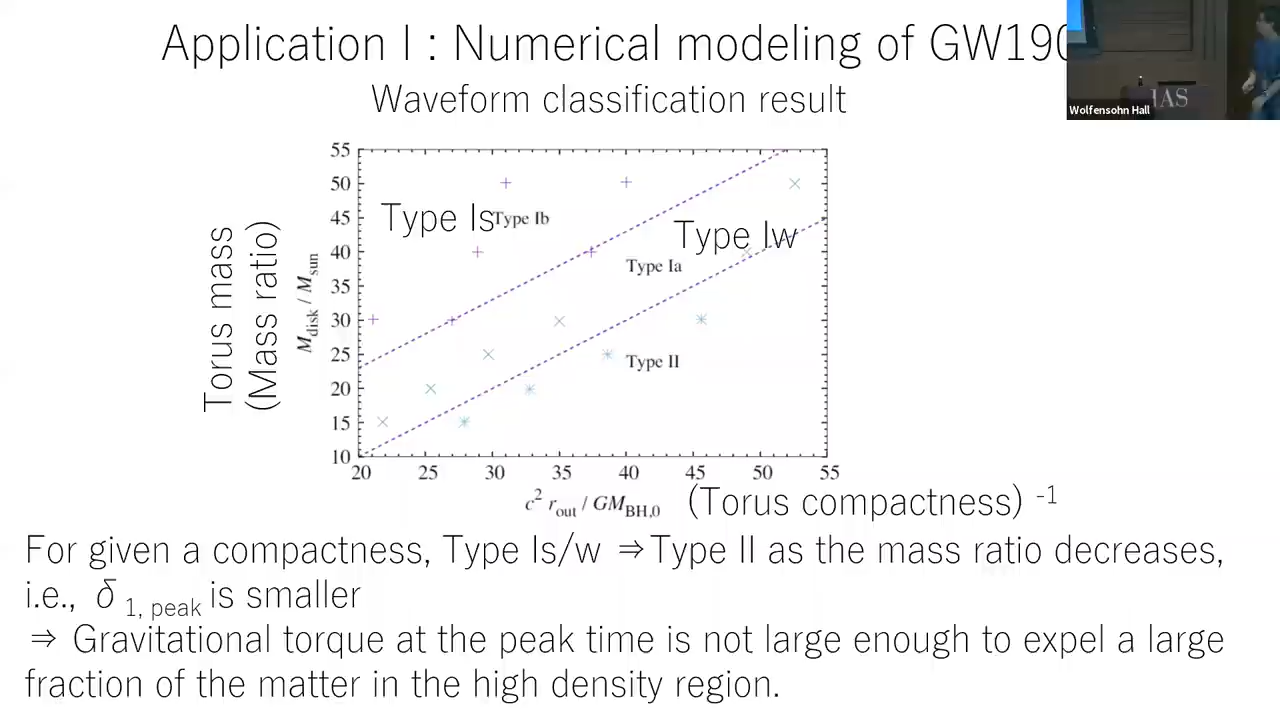 Application I : Numerical modeling of GW190
Wolfensohn Hall
IAS
Waveform classification result
Torus mass
(Mass ratio)
M_disk / M_sun
55
50
45
40
35
30
25
20
15
10
Type Is
Type Ib
Type Iw
Type Ia
Type II
20 25 30 35 40 45 50 55
c² r_out / GM_BH,0
(Torus compactness) ⁻¹
For given a compactness, Type Is/w ⇒Type II as the mass ratio decreases,
i.e., δ 1, peak is smaller
⇒ Gravitational torque at the peak time is not large enough to expel a large
fraction of the matter in the high density region.